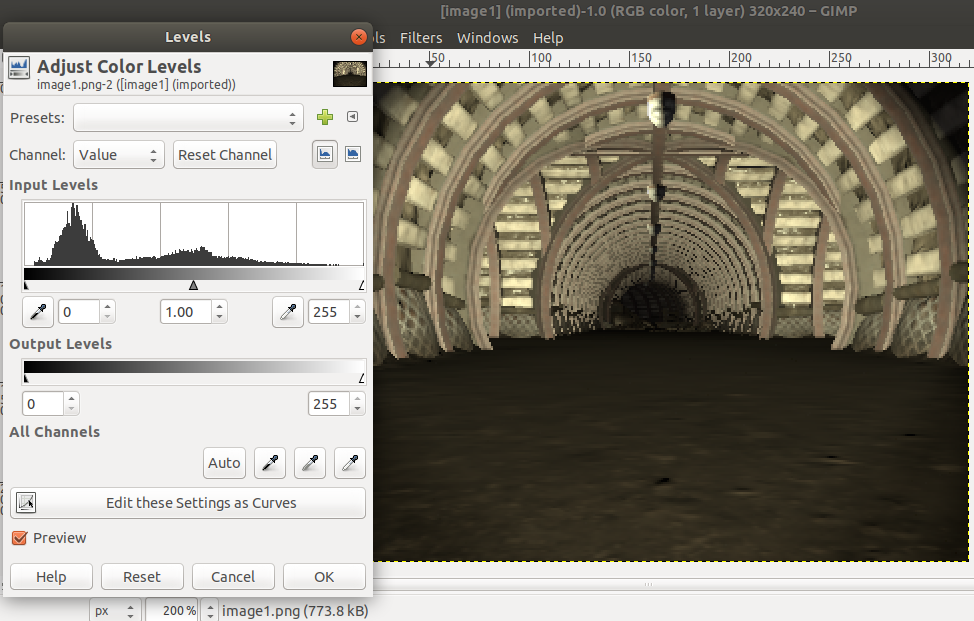 [image1] (imported)-1.0 (RGB color, 1 layer) 320x240 – GIMP
Levels
Filters Windows Help
Adjust Color Levels
image1.png-2 ([image1] (imported))
50 100 150 200 250 300
Presets:
Channel: Value Reset Channel
Input Levels
0 1.00 255
Output Levels
0 255
All Channels
Auto
Edit these Settings as Curves
Preview
Help Reset Cancel OK
px 200 % image1.png (773.8 kB)